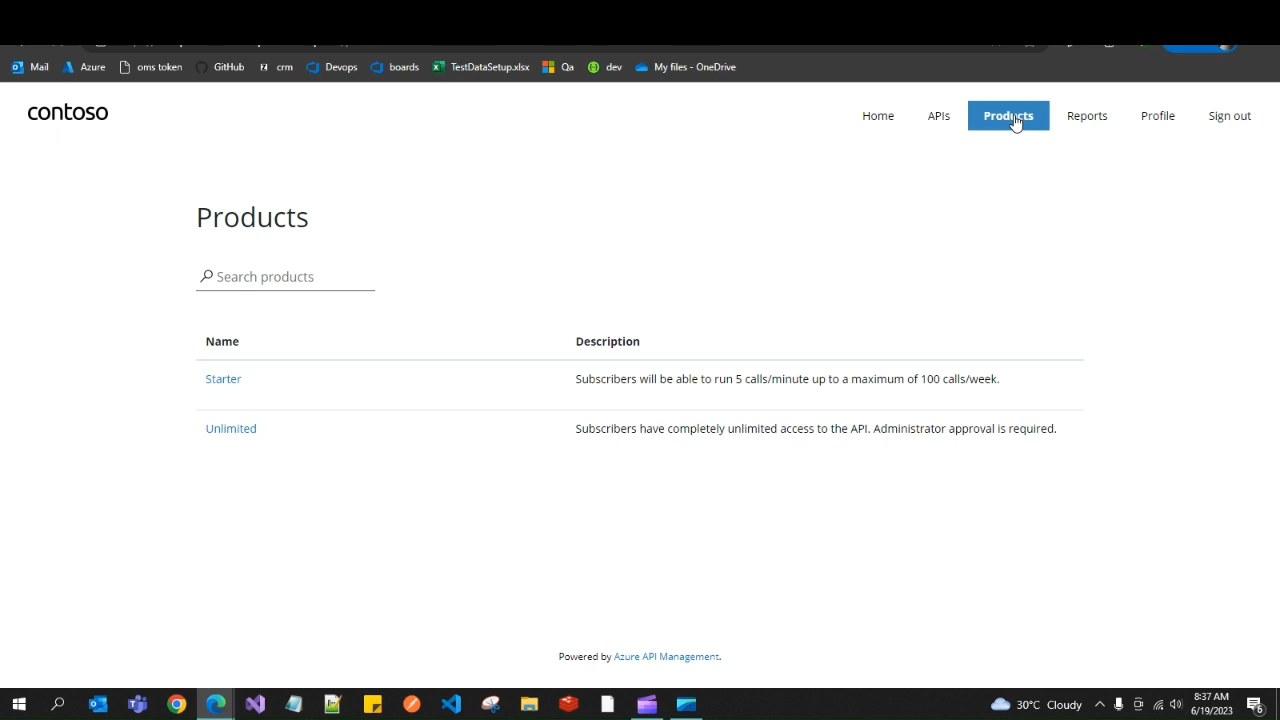 Mail Azure oms token GitHub crm Devops boards TestDataSetup.xlsx Qa dev My files - OneDrive
contoso Home APIs Products Reports Profile Sign out
Products
Search products
Name Description
Starter Subscribers will be able to run 5 calls/minute up to a maximum of 100 calls/week.
Unlimited Subscribers have completely unlimited access to the API. Administrator approval is required.
Powered by Azure API Management.
30°C Cloudy
8:37 AM
6/19/2023
6